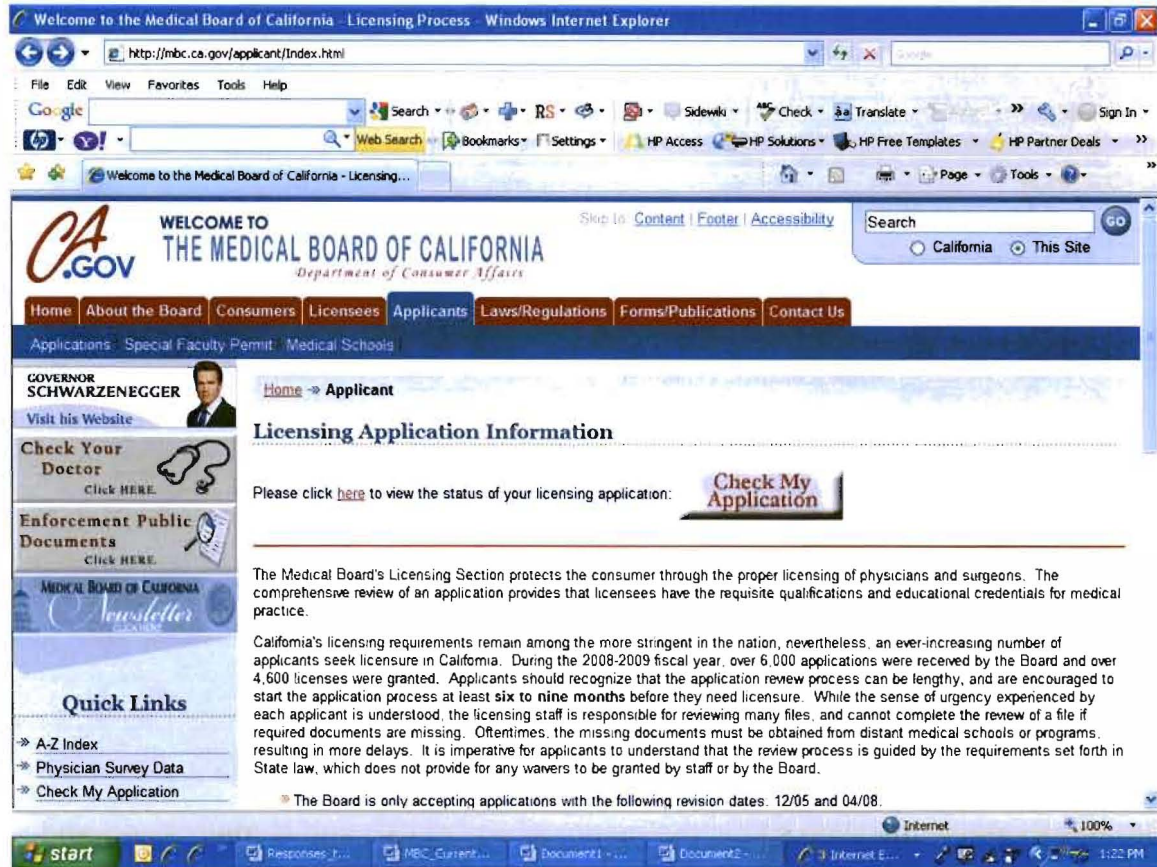 Welcome to the Medical Board of California - Licensing Process - Windows Internet Explorer
http://mbc.ca.gov/applicant/Index.html
File Edit View Favorites Tools Help
Google Search RS Sidewiki Check Translate Sign In
Web Search Bookmarks Settings HP Access HP Solutions HP Free Templates HP Partner Deals
Welcome to the Medical Board of California - Licensing...
Page Tools
CA.GOV
WELCOME TO
THE MEDICAL BOARD OF CALIFORNIA
Department of Consumer Affairs
Skip to: Content | Footer | Accessibility
Search GO
California This Site
Home About the Board Consumers Licensees Applicants Laws/Regulations Forms/Publications Contact Us
Applications Special Faculty Permit Medical Schools
GOVERNOR
SCHWARZENEGGER
Visit his Website
Check Your
Doctor
Click HERE.
Enforcement Public
Documents
Click HERE.
MEDICAL BOARD OF CALIFORNIA
Newsletter
Quick Links
A-Z Index
Physician Survey Data
Check My Application
Home Applicant
Licensing Application Information
Please click here to view the status of your licensing application:
Check My
Application
The Medical Board's Licensing Section protects the consumer through the proper licensing of physicians and surgeons. The
comprehensive review of an application provides that licensees have the requisite qualifications and educational credentials for medical
practice.
California's licensing requirements remain among the more stringent in the nation, nevertheless, an ever-increasing number of
applicants seek licensure in California. During the 2008-2009 fiscal year, over 6,000 applications were received by the Board and over
4,600 licenses were granted. Applicants should recognize that the application review process can be lengthy, and are encouraged to
start the application process at least six to nine months before they need licensure. While the sense of urgency experienced by
each applicant is understood, the licensing staff is responsible for reviewing many files, and cannot complete the review of a file if
required documents are missing. Oftentimes, the missing documents must be obtained from distant medical schools or programs,
resulting in more delays. It is imperative for applicants to understand that the review process is guided by the requirements set forth in
State law, which does not provide for any waivers to be granted by staff or by the Board.
The Board is only accepting applications with the following revision dates. 12/05 and 04/08.
Internet 100%
start Responses_t... MBC_Current... Document1 - ... Document2 - ... 3 Internet E... 1:22 PM